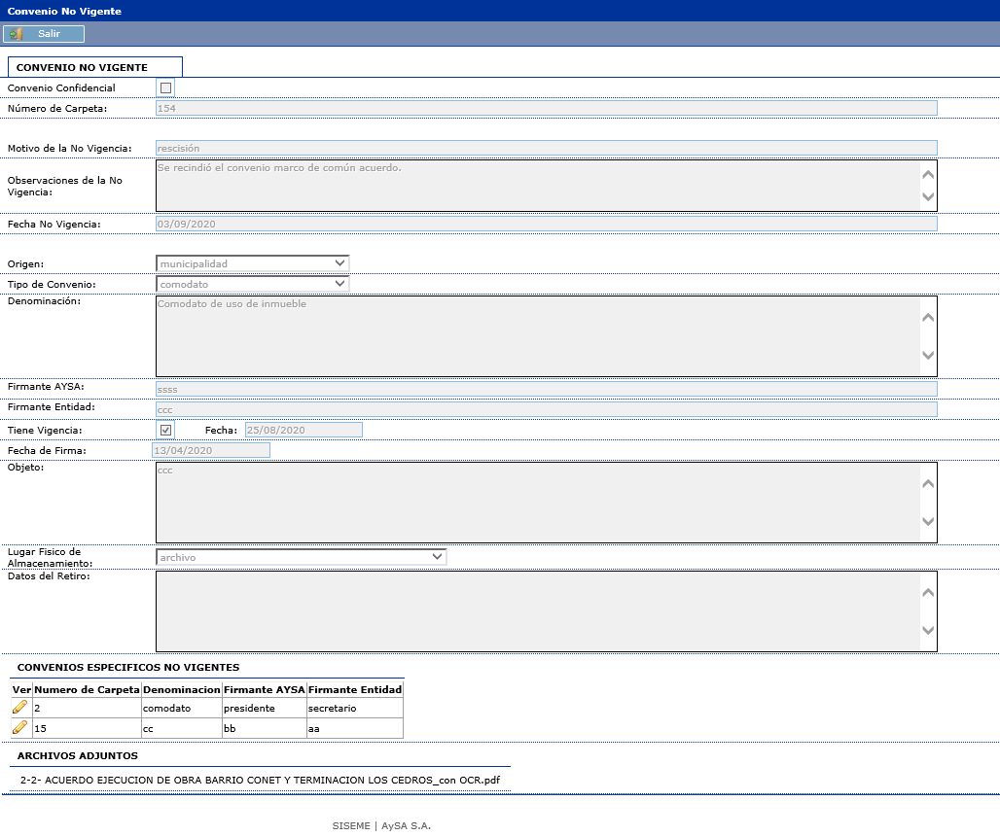 Convenio No Vigente
Salir
CONVENIO NO VIGENTE
Convenio Confidencial
Número de Carpeta: 154
Motivo de la No Vigencia: rescisión
Observaciones de la No
Vigencia:
Se recindió el convenio marco de común acuerdo.
Fecha No Vigencia: 03/09/2020
Origen: municipalidad
Tipo de Convenio: comodato
Denominación: Comodato de uso de inmueble
Firmante AYSA: ssss
Firmante Entidad: ccc
Tiene Vigencia: Fecha: 25/08/2020
Fecha de Firma: 13/04/2020
Objeto: ccc
Lugar Fisico de
Almacenamiento:
archivo
Datos del Retiro:
CONVENIOS ESPECIFICOS NO VIGENTES
Ver Numero de Carpeta Denominacion Firmante AYSA Firmante Entidad
2 comodato presidente secretario
15 cc bb aa
ARCHIVOS ADJUNTOS
2-2- ACUERDO EJECUCION DE OBRA BARRIO CONET Y TERMINACION LOS CEDROS_con OCR.pdf
SISEME | AySA S.A.